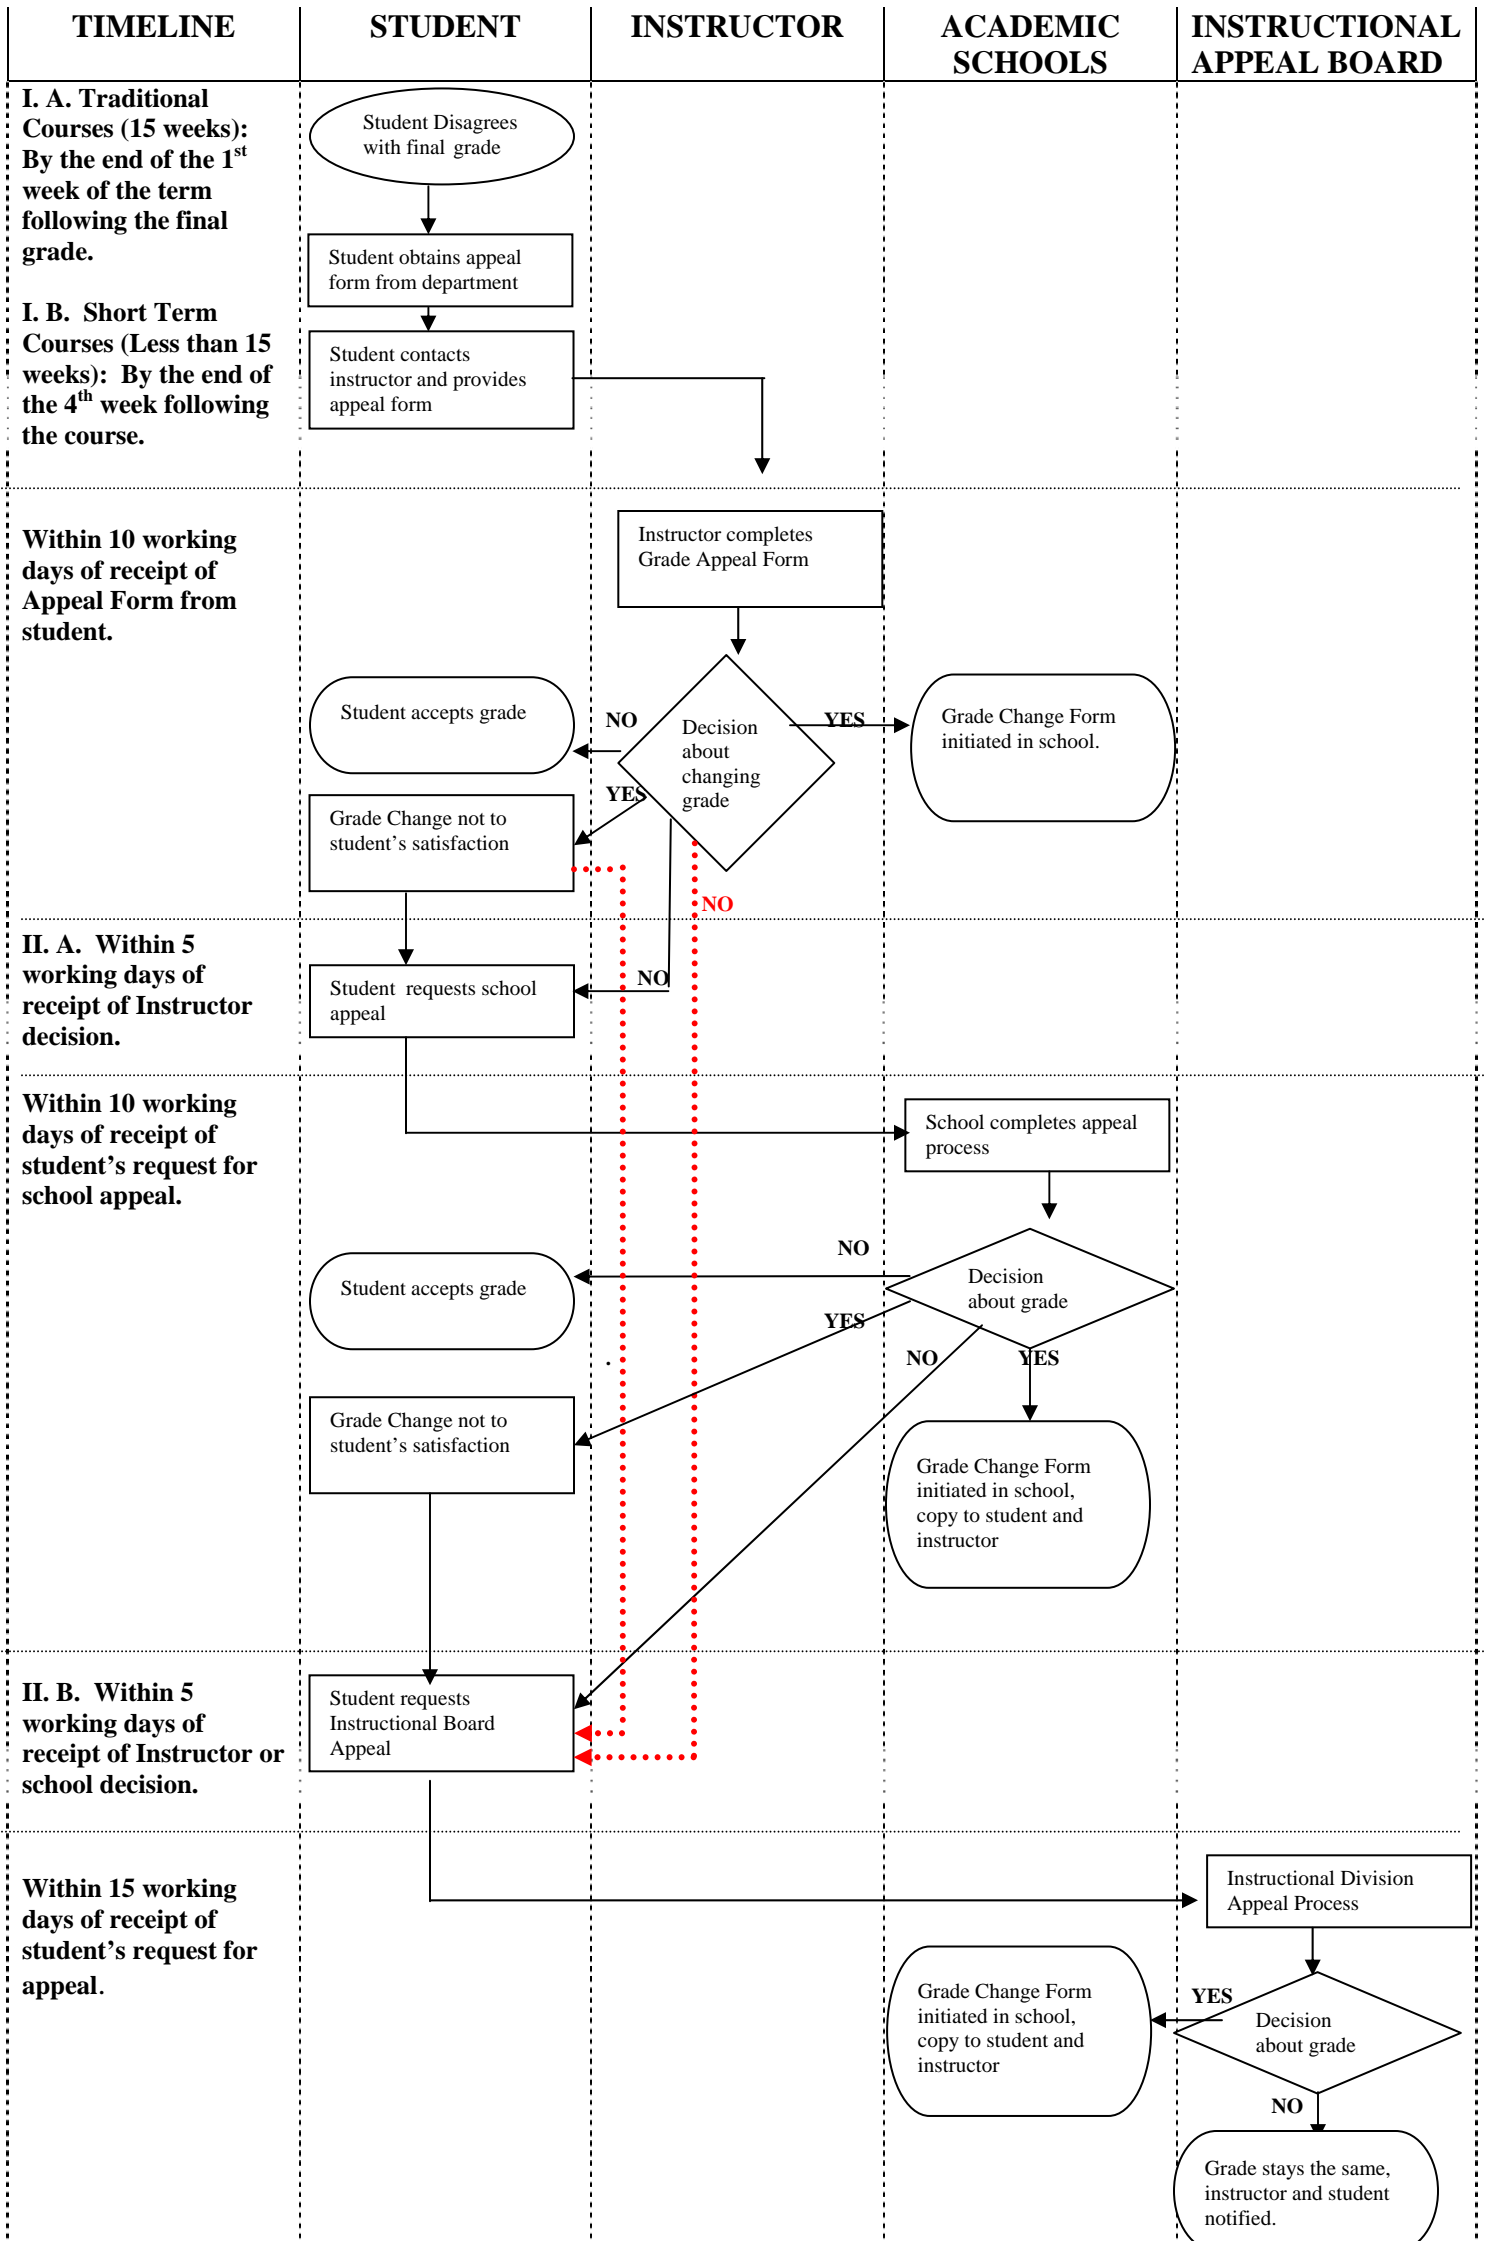 TIMELINE
STUDENT
INSTRUCTOR
ACADEMIC
SCHOOLS
INSTRUCTIONAL
APPEAL BOARD
I. A. Traditional
Courses (15 weeks):
By the end of the 1st
week of the term
following the final
grade.
I. B. Short Term
Courses (Less than 15
weeks): By the end of
the 4th week following
the course.
Student Disagrees
with final grade
Student obtains appeal
form from department
Student contacts
instructor and provides
appeal form
Within 10 working
days of receipt of
Appeal Form from
student.
Instructor completes
Grade Appeal Form
Student accepts grade
NO
Decision
about
changing
grade
YES
Grade Change Form
initiated in school.
YES
Grade Change not to
student’s satisfaction
NO
II. A. Within 5
working days of
receipt of Instructor
decision.
Student requests school
appeal
NO
Within 10 working
days of receipt of
student’s request for
school appeal.
School completes appeal
process
NO
Student accepts grade
Decision
about grade
YES
.
NO
YES
Grade Change not to
student’s satisfaction
Grade Change Form
initiated in school,
copy to student and
instructor
II. B. Within 5
working days of
receipt of Instructor or
school decision.
Student requests
Instructional Board
Appeal
Within 15 working
days of receipt of
student’s request for
appeal.
Instructional Division
Appeal Process
Grade Change Form
initiated in school,
copy to student and
instructor
YES
Decision
about grade
NO
Grade stays the same,
instructor and student
notified.